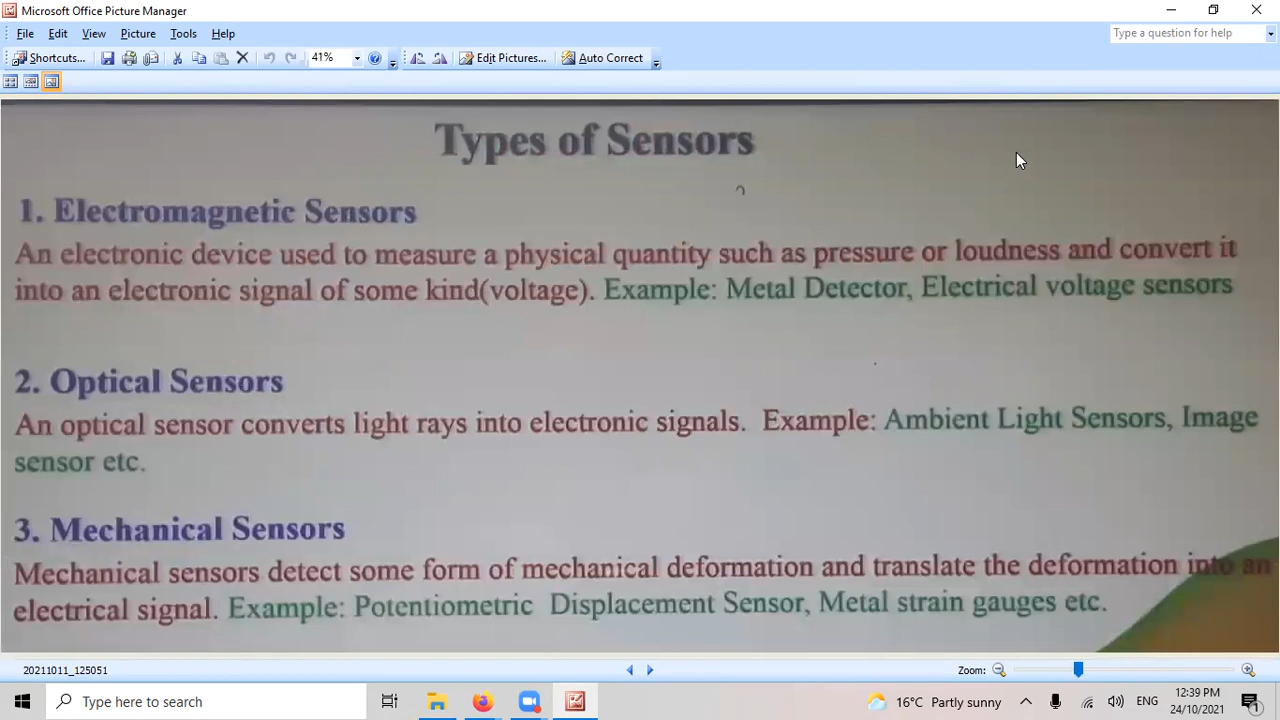 Microsoft Office Picture Manager
File Edit View Picture Tools Help
Type a question for help
Shortcuts... 41% Edit Pictures... Auto Correct
Types of Sensors
1. Electromagnetic Sensors
An electronic device used to measure a physical quantity such as pressure or loudness and convert it
into an electronic signal of some kind(voltage). Example: Metal Detector, Electrical voltage sensors
2. Optical Sensors
An optical sensor converts light rays into electronic signals. Example: Ambient Light Sensors, Image
sensor etc.
3. Mechanical Sensors
Mechanical sensors detect some form of mechanical deformation and translate the deformation into an
electrical signal. Example: Potentiometric Displacement Sensor, Metal strain gauges etc.
20211011_125051 Zoom:
Type here to search 16°C Partly sunny ENG 12:39 PM
24/10/2021 1